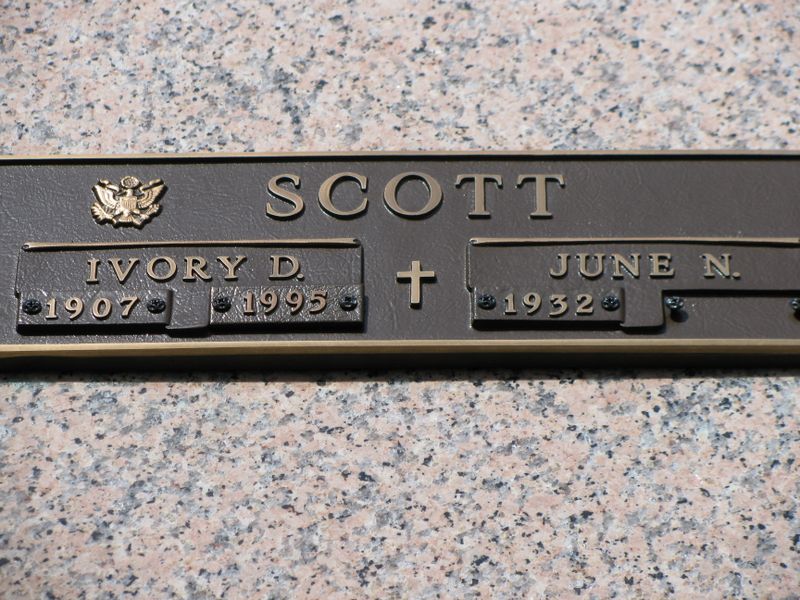 SCOTT
IVORY D.
1907 1995
JUNE N.
1932